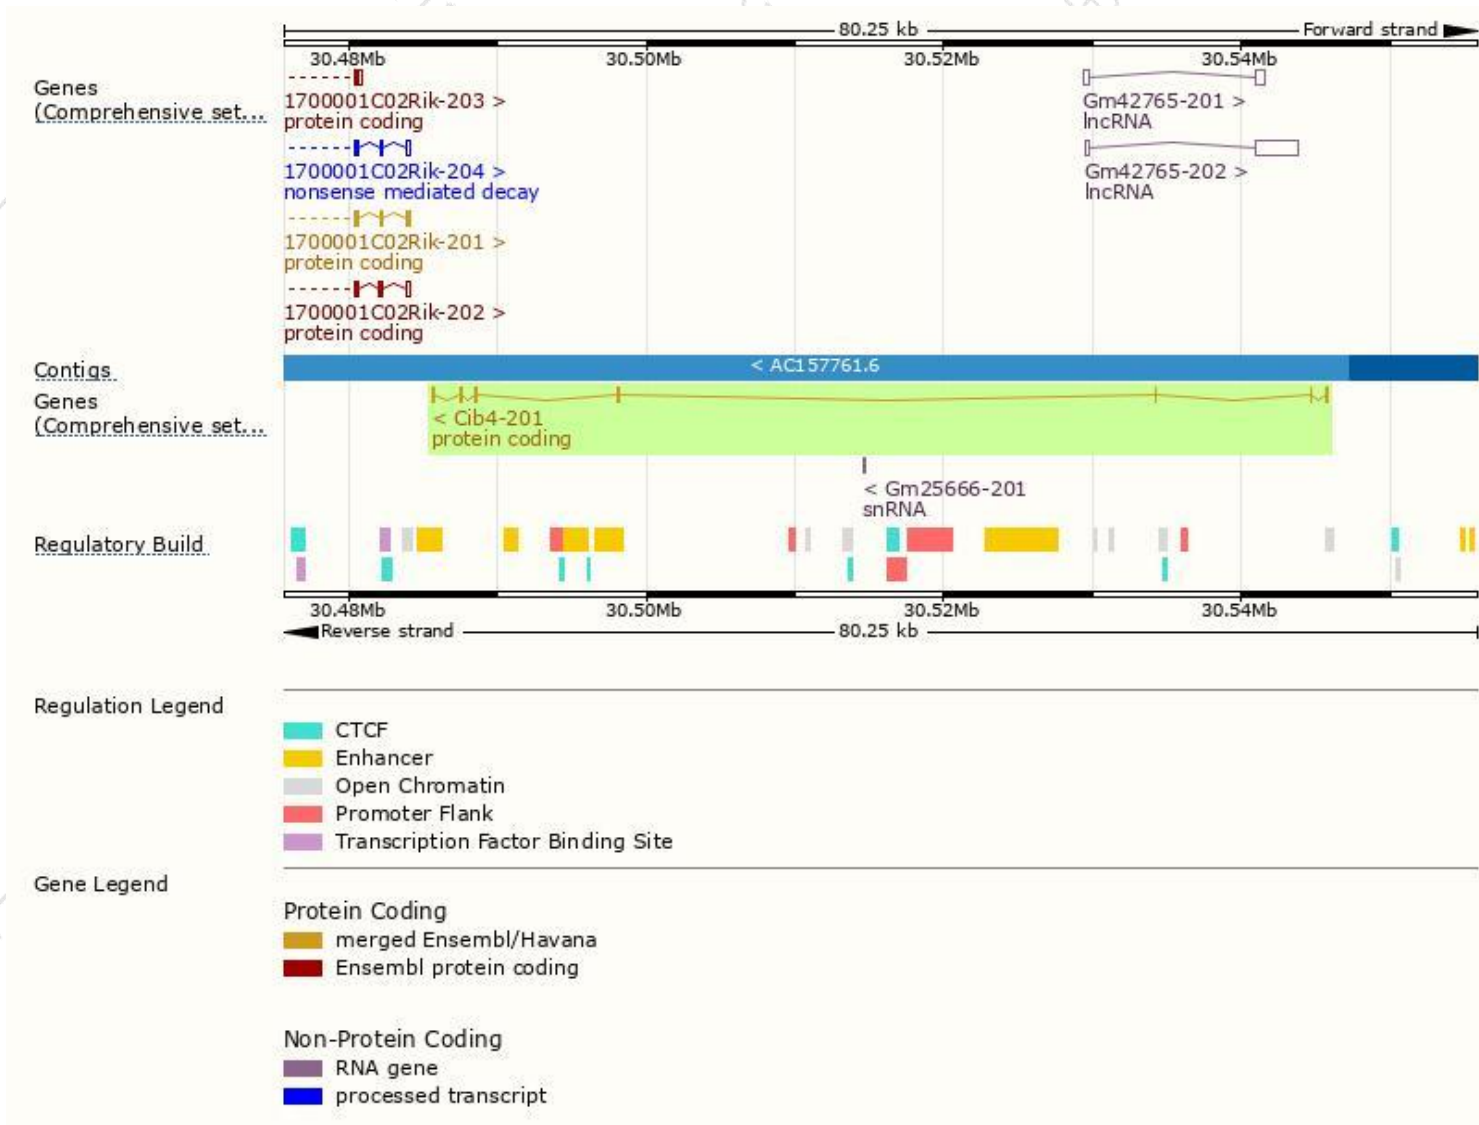 80.25 kb Forward strand
30.48Mb 30.50Mb 30.52Mb 30.54Mb
Genes
(Comprehensive set...
1700001C02Rik-203 >
protein coding
Gm42765-201 >
lncRNA
1700001C02Rik-204 >
nonsense mediated decay
Gm42765-202 >
lncRNA
1700001C02Rik-201 >
protein coding
1700001C02Rik-202 >
protein coding
Contigs
< AC157761.6
Genes
(Comprehensive set...
< Cib4-201
protein coding
< Gm25666-201
snRNA
Regulatory Build
30.48Mb 30.50Mb 30.52Mb 30.54Mb
Reverse strand 80.25 kb
Regulation Legend
CTCF
Enhancer
Open Chromatin
Promoter Flank
Transcription Factor Binding Site
Gene Legend
Protein Coding
merged Ensembl/Havana
Ensembl protein coding
Non-Protein Coding
RNA gene
processed transcript